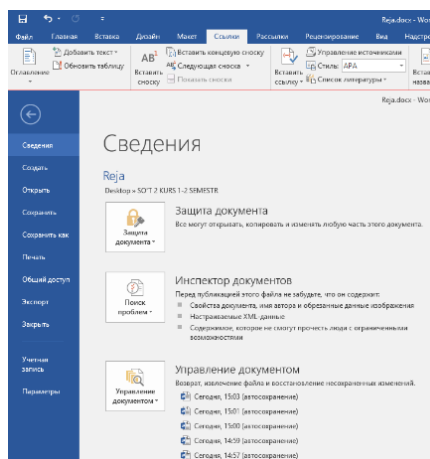 Reja.docx - Wo
Файл Главная Вставка Дизайн Макет Ссылки Рассылки Рецензирование Вид Надстро
Оглавление
Добавить текст
Обновить таблицу
AB¹
Вставить сноску
Вставить концевую сноску
Следующая сноска
Показать сноски
Вставить ссылку
Управление источниками
Стиль: APA
Список литературы
Встав
назва
Reja.docx - Wo
Сведения
Создать
Открыть
Сохранить
Сохранить как
Печать
Общий доступ
Экспорт
Закрыть
Учетная
запись
Параметры
Сведения
Reja
Desktop » SO'T 2 KURS 1-2 SEMESTR
Защита
документа
Защита документа
Все могут открывать, копировать и изменять любую часть этого документа.
Поиск
проблем
Инспектор документов
Перед публикацией этого файла не забудьте, что он содержит:
Свойства документа, имя автора и обрезанные данные изображения
Настраиваемые XML-данные
Содержимое, которое не смогут прочесть люди с ограниченными
возможностями
Управление
документом
Управление документом
Возврат, извлечение файла и восстановление несохраненных изменений.
Сегодня, 15:03 (автосохранение)
Сегодня, 15:01 (автосохранение)
Сегодня, 15:00 (автосохранение)
Сегодня, 14:59 (автосохранение)
Сегодня, 14:57 (автосохранение)